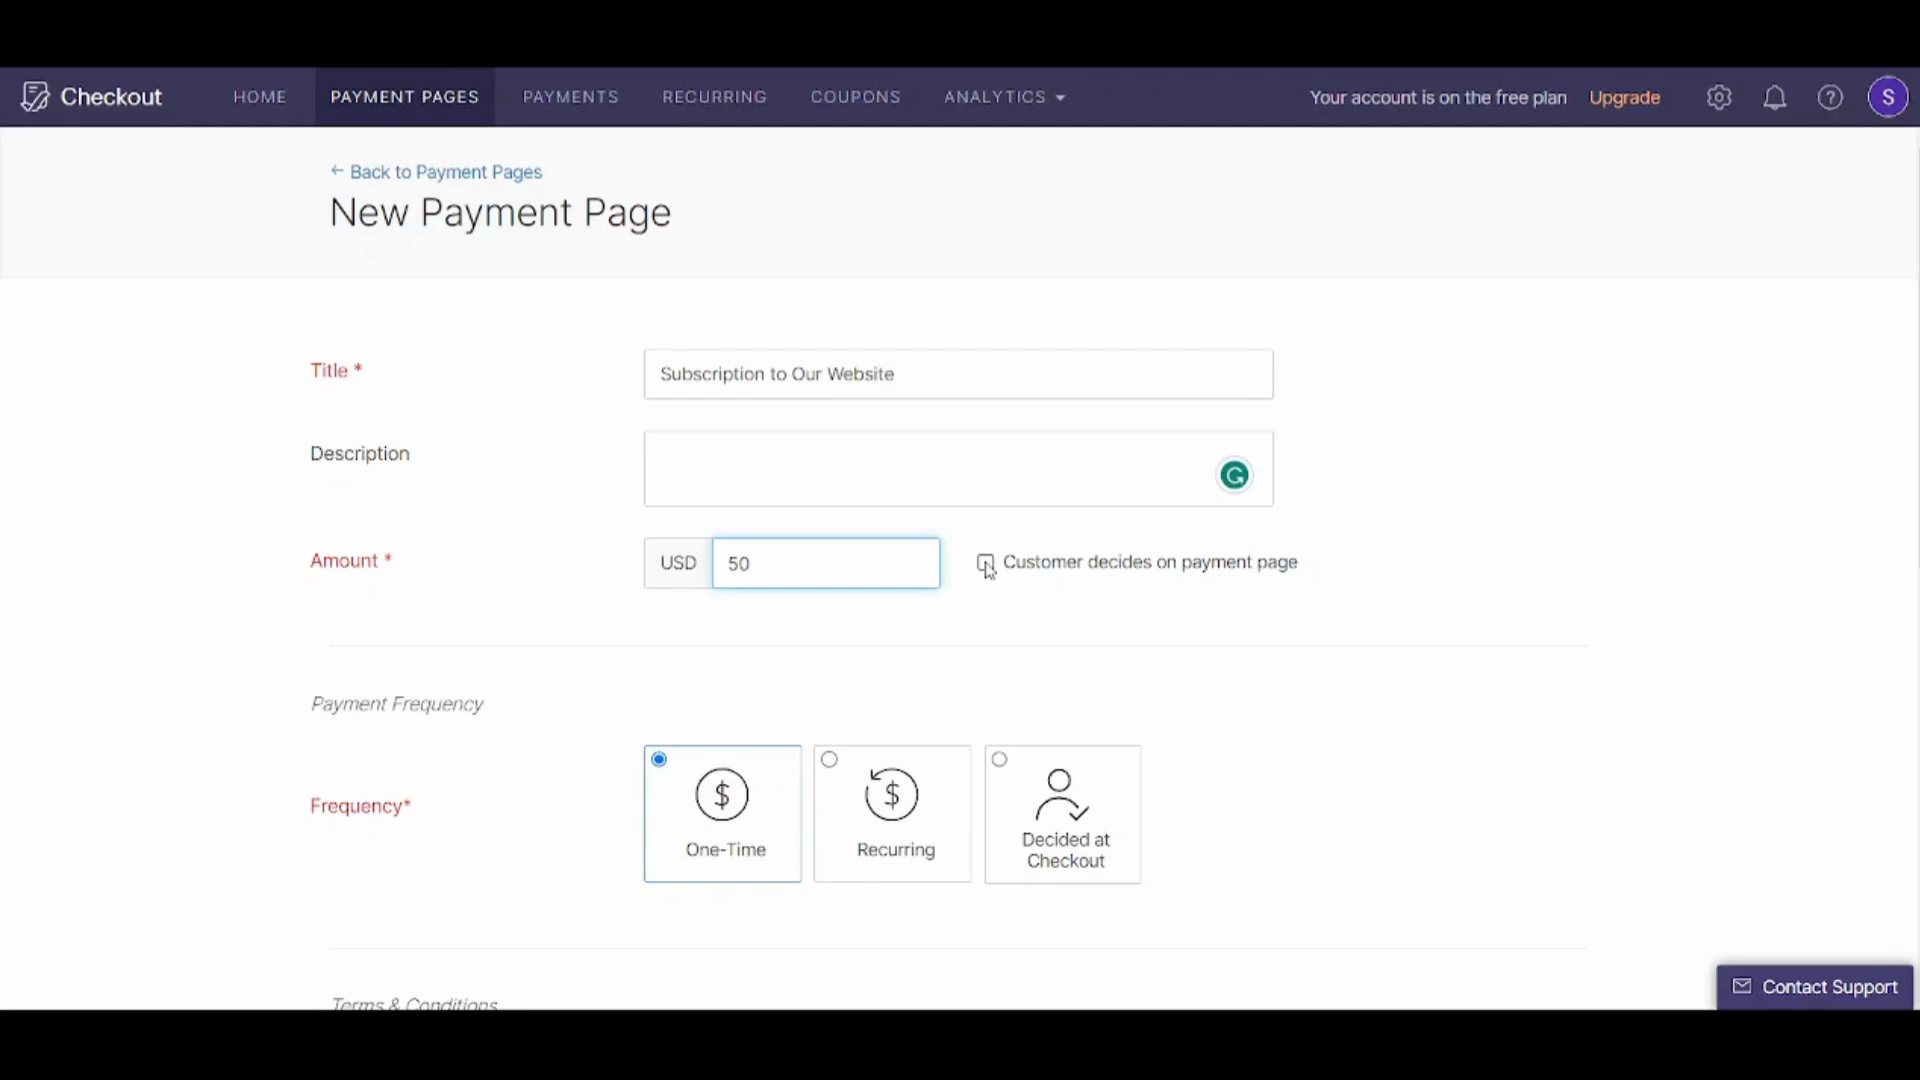 Checkout HOME PAYMENT PAGES PAYMENTS RECURRING COUPONS ANALYTICS Your account is on the free plan Upgrade S
← Back to Payment Pages
New Payment Page
Title *
Subscription to Our Website
Description
Amount * USD 50 Customer decides on payment page
Payment Frequency
Frequency*
One-Time
Recurring
Decided at
Checkout
Terms & Conditions
Contact Support